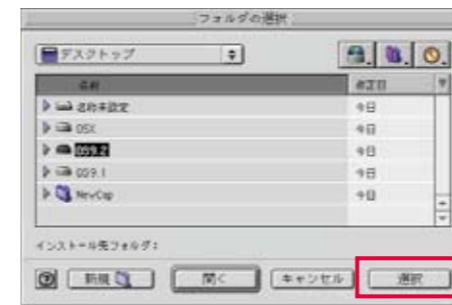 フォルダの選択
デスクトップ
名前 修正日
名称未設定 今日
OSX 今日
OS9.2 今日
OS9.1 今日
NewCap 今日
インストール先フォルダ：
新規 開く キャンセル 選択